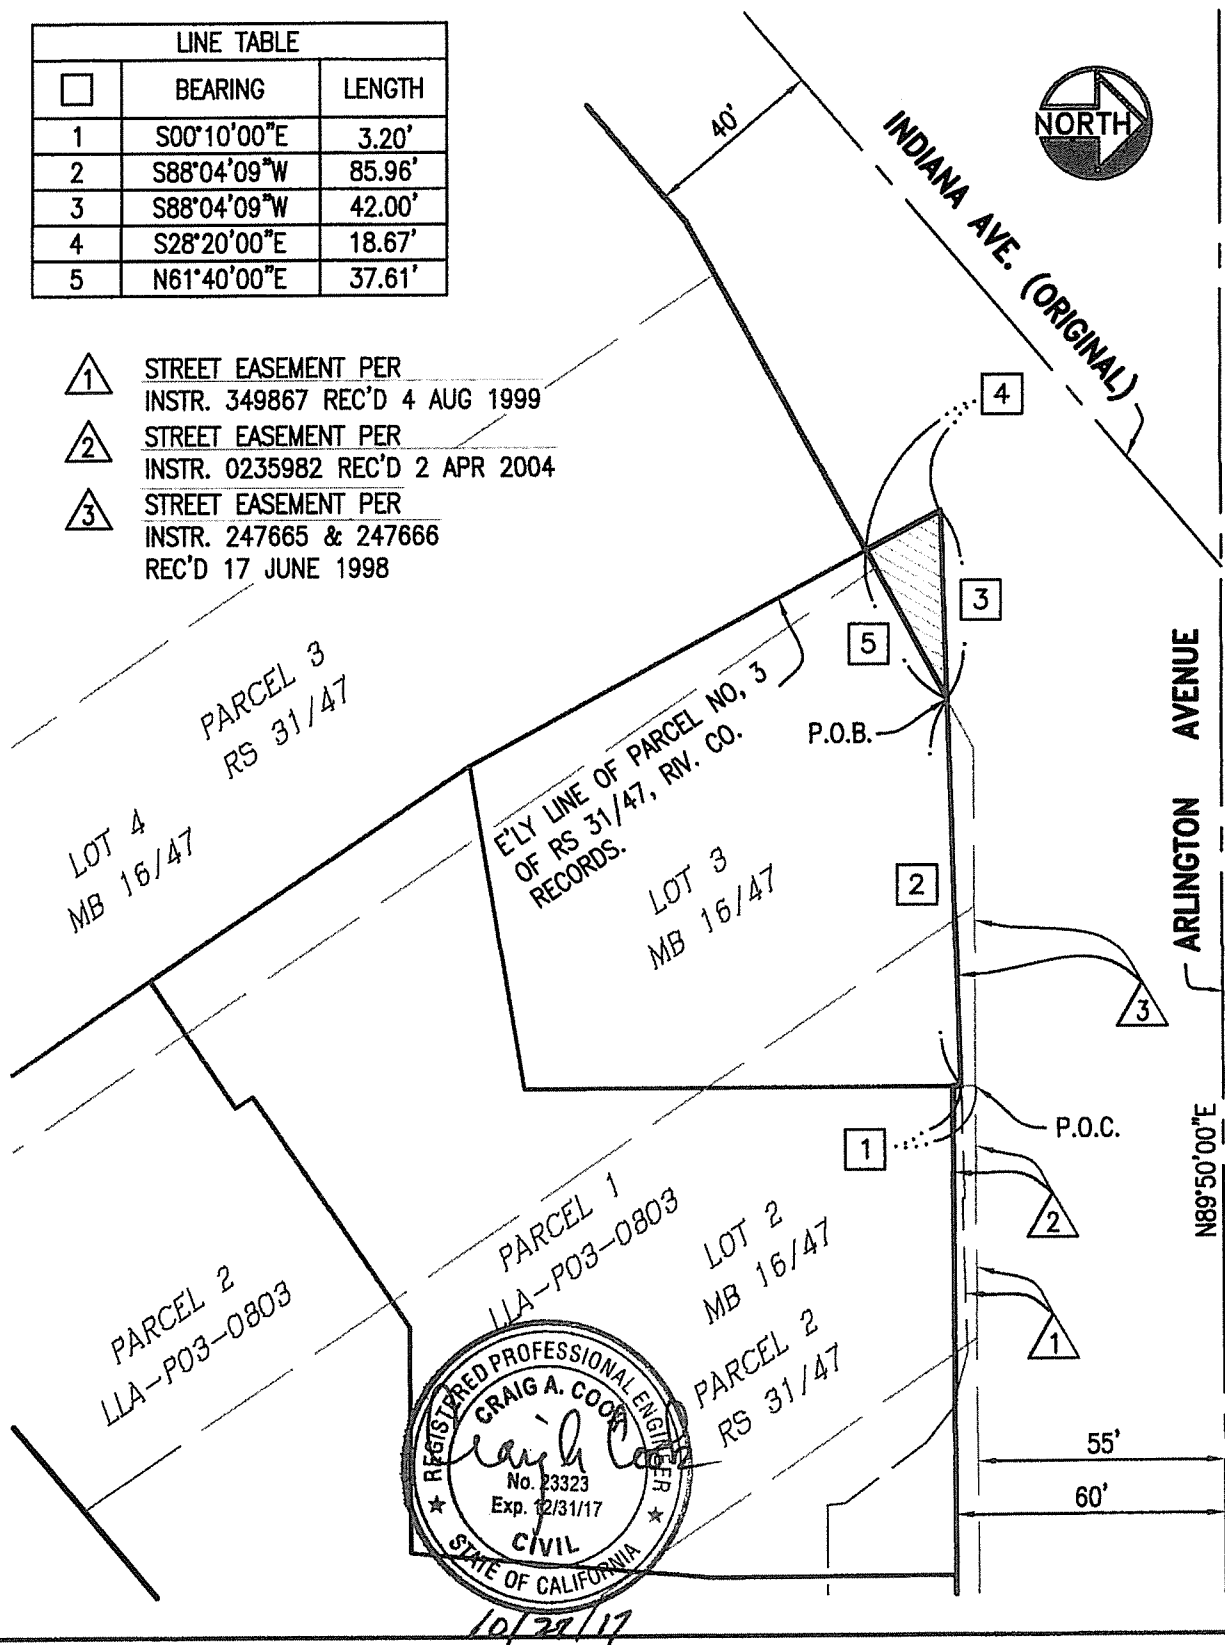 LINE TABLE
BEARING LENGTH
1 S00°10'00"E 3.20'
2 S88°04'09"W 85.96'
3 S88°04'09"W 42.00'
4 S28°20'00"E 18.67'
5 N61°40'00"E 37.61'
1 STREET EASEMENT PER
INSTR. 349867 REC'D 4 AUG 1999
2 STREET EASEMENT PER
INSTR. 0235982 REC'D 2 APR 2004
3 STREET EASEMENT PER
INSTR. 247665 & 247666
REC'D 17 JUNE 1998
40'
NORTH
INDIANA AVE. (ORIGINAL)
4
3
5
P.O.B.
2
ARLINGTON AVENUE
3
1
P.O.C.
N89°50'00"E
2
1
55'
60'
PARCEL 3
RS 31/47
LOT 4
MB 16/47
E'LY LINE OF PARCEL NO, 3
OF RS 31/47, RIV. CO.
RECORDS.
LOT 3
MB 16/47
PARCEL 1
LLA-P03-0803
LOT 2
MB 16/47
PARCEL 2
RS 31/47
PARCEL 2
LLA-P03-0803
REGISTERED PROFESSIONAL ENGINEER
CRAIG A. COOK
Craig A Cook
No. 23323
Exp. 12/31/17
CIVIL
STATE OF CALIFORNIA
10/27/17